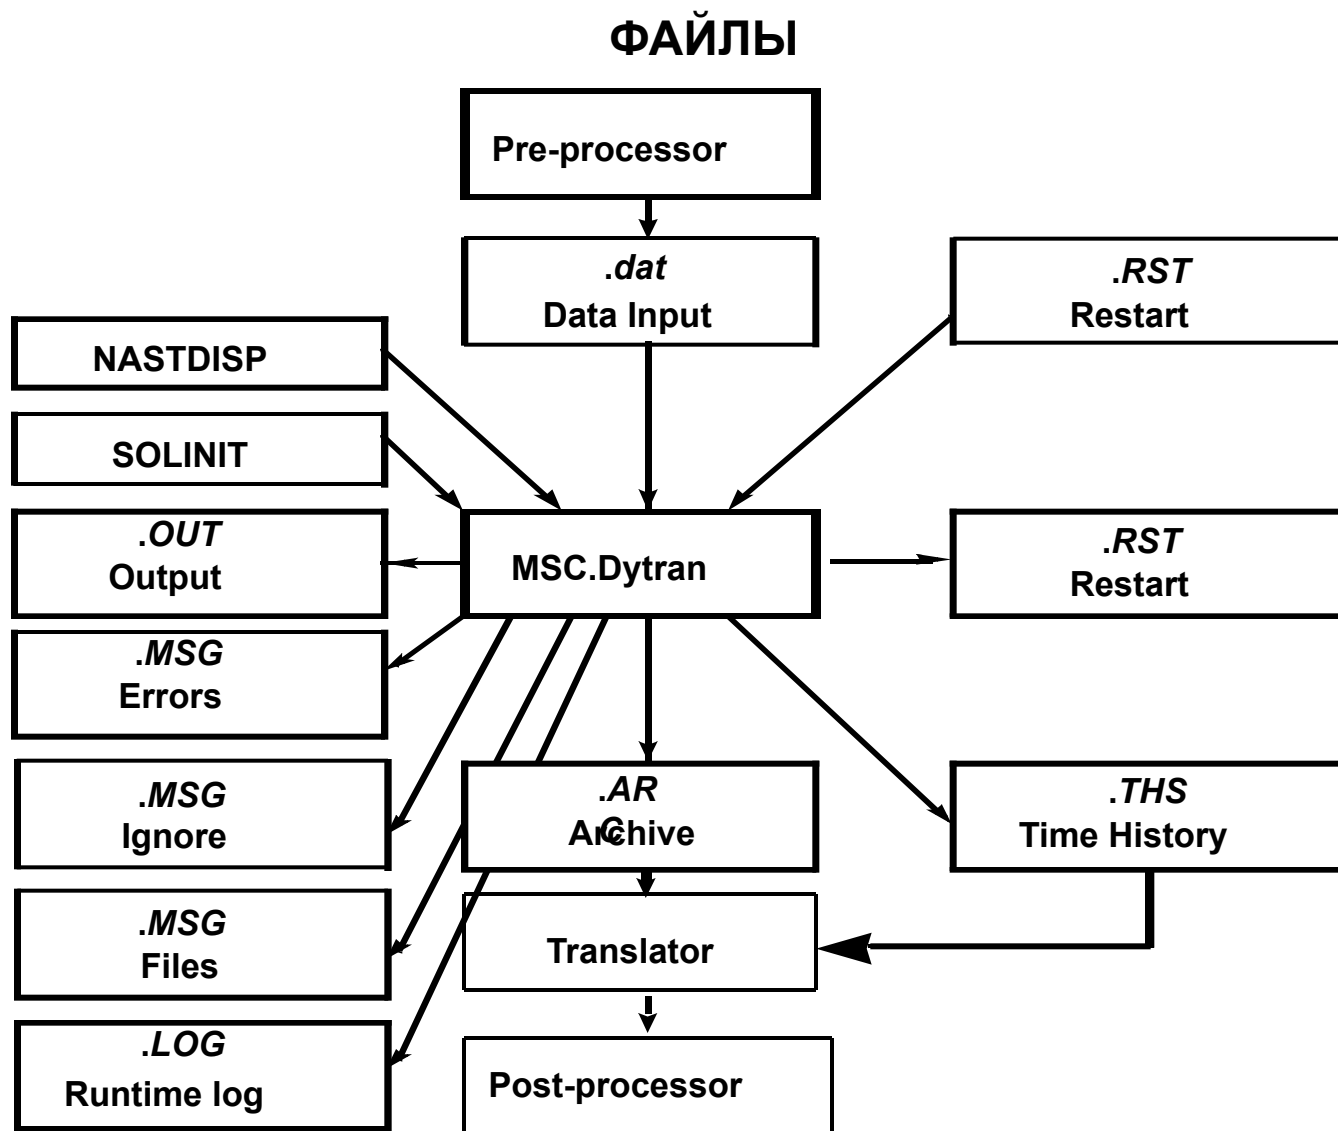 ФАЙЛЫ
Pre-processor
.dat
Data Input
.RST
Restart
NASTDISP
SOLINIT
.OUT
Output
MSC.Dytran
.RST
Restart
.MSG
Errors
.MSG
Ignore
.ARC
Archive
.THS
Time History
.MSG
Files
Translator
.LOG
Runtime log
Post-processor